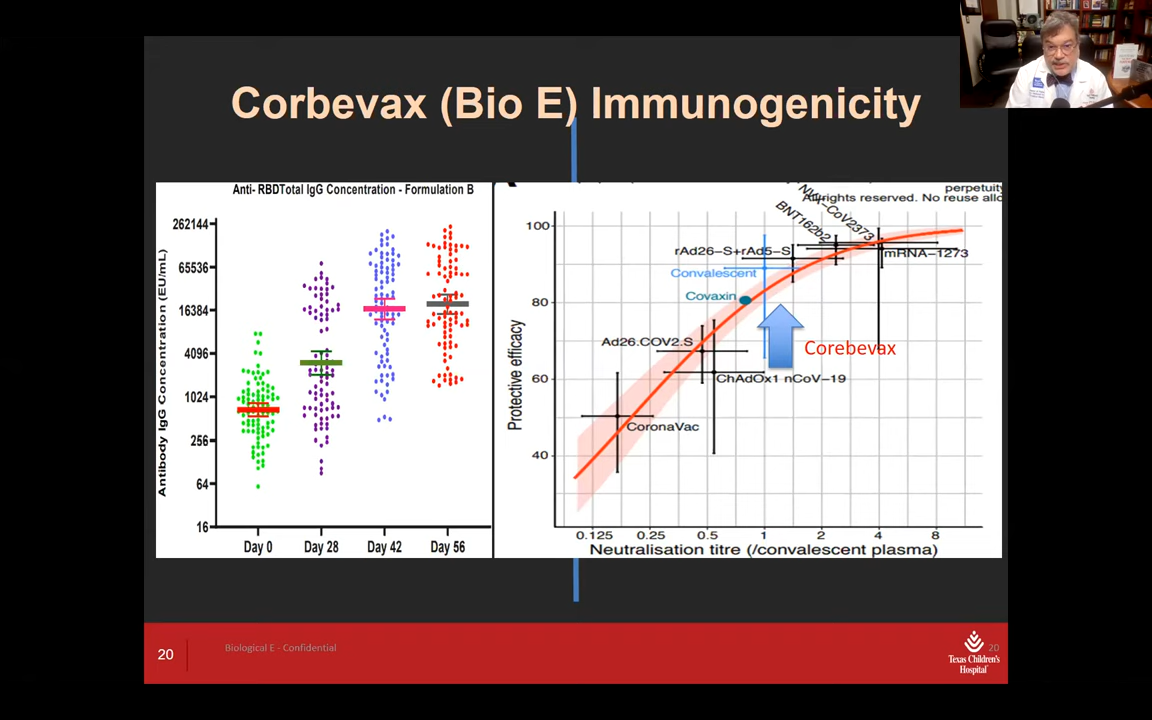 Corbevax (Bio E) Immunogenicity
Anti- RBDTotal IgG Concentration - Formulation B
Antibody IgG Concentration (EU/mL)
262144
65536
16384
4096
1024
256
64
16
Day 0 Day 28 Day 42 Day 56
perpetuity
All rights reserved. No reuse allo
Protective efficacy
100
80
60
40
NVX-CoV2373
BNT162b2
rAd26-S+rAd5-S
mRNA-1273
Convalescent
Covaxin
Ad26.COV2.S
Corebevax
ChAdOx1 nCoV-19
CoronaVac
0.125 0.25 0.5 1 2 4 8
Neutralisation titre (/convalescent plasma)
20
Biological E - Confidential
20
Texas Children's
Hospital